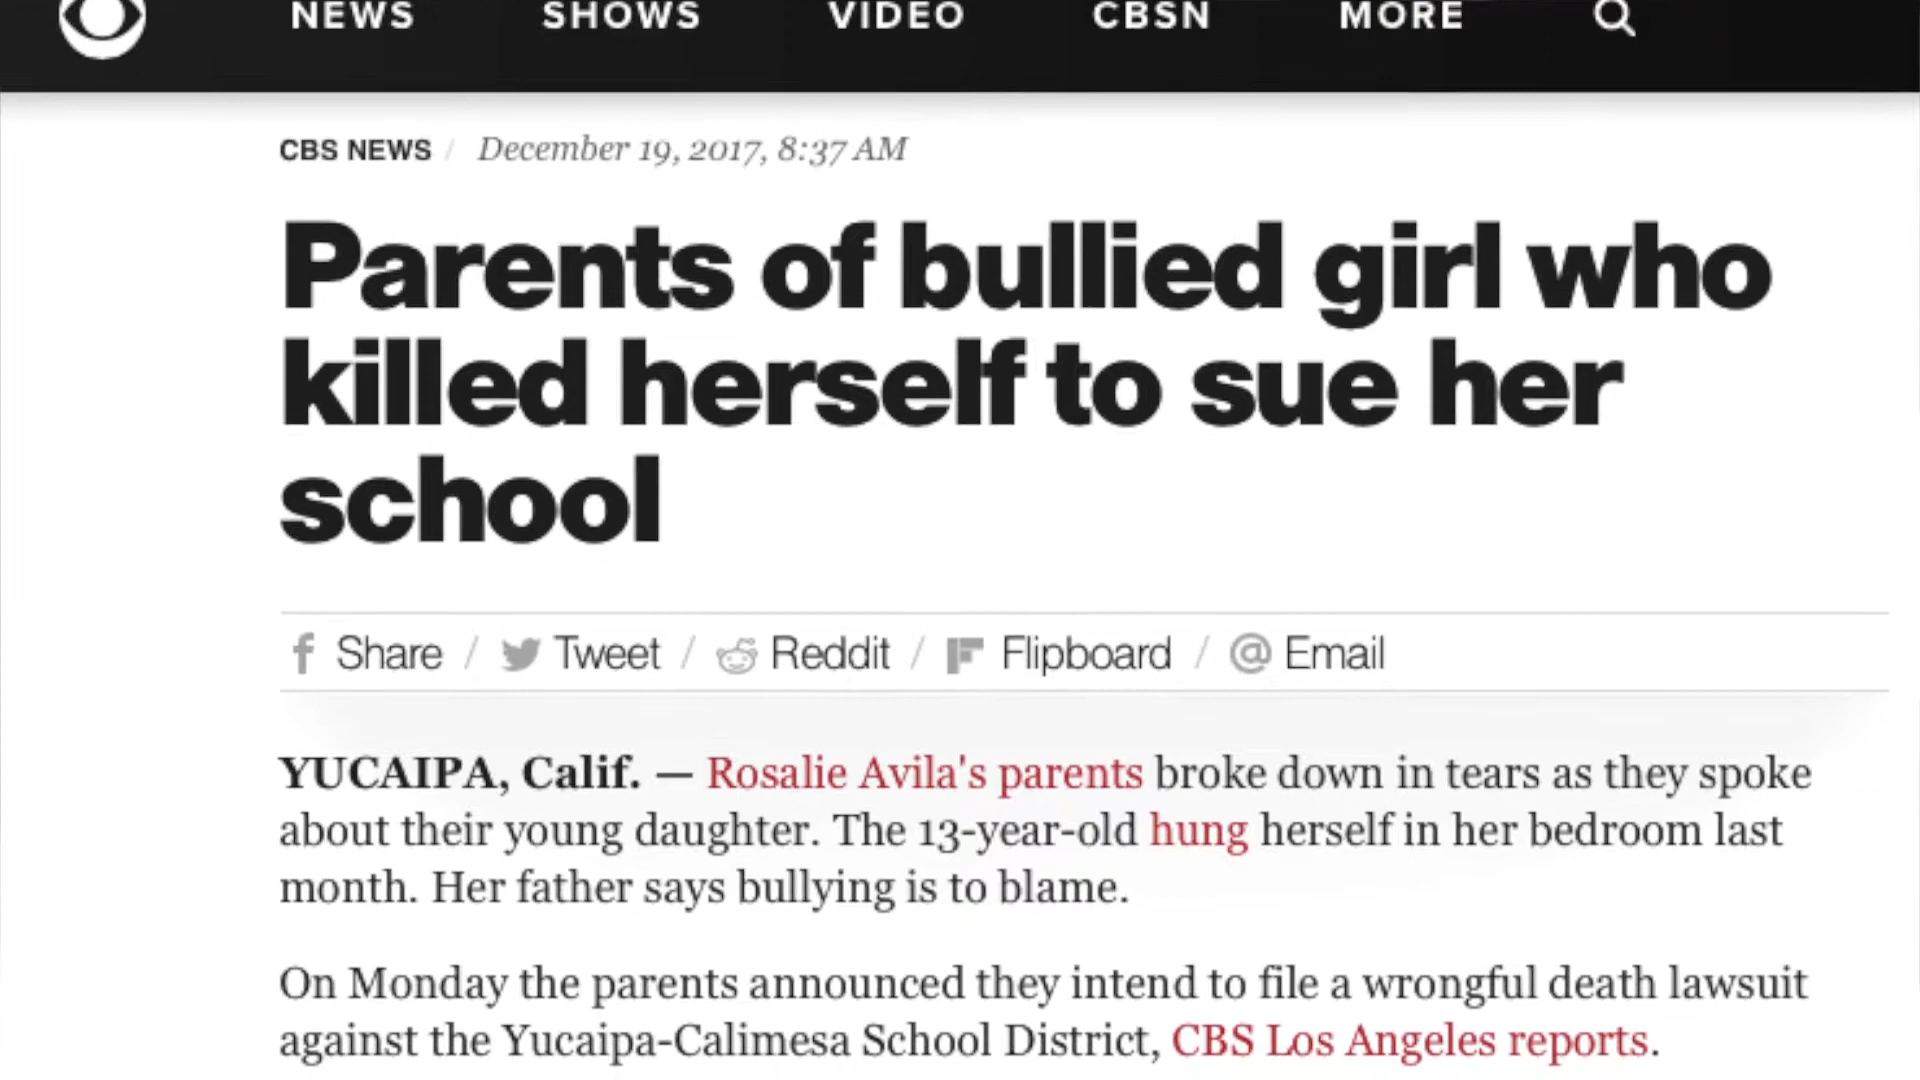 NEWS SHOWS VIDEO CBSN MORE
CBS NEWS / December 19, 2017, 8:37 AM
Parents of bullied girl who
killed herself to sue her
school
Share / Tweet / Reddit / Flipboard / @ Email
YUCAIPA, Calif. — Rosalie Avila's parents broke down in tears as they spoke
about their young daughter. The 13-year-old hung herself in her bedroom last
month. Her father says bullying is to blame.
On Monday the parents announced they intend to file a wrongful death lawsuit
against the Yucaipa-Calimesa School District, CBS Los Angeles reports.